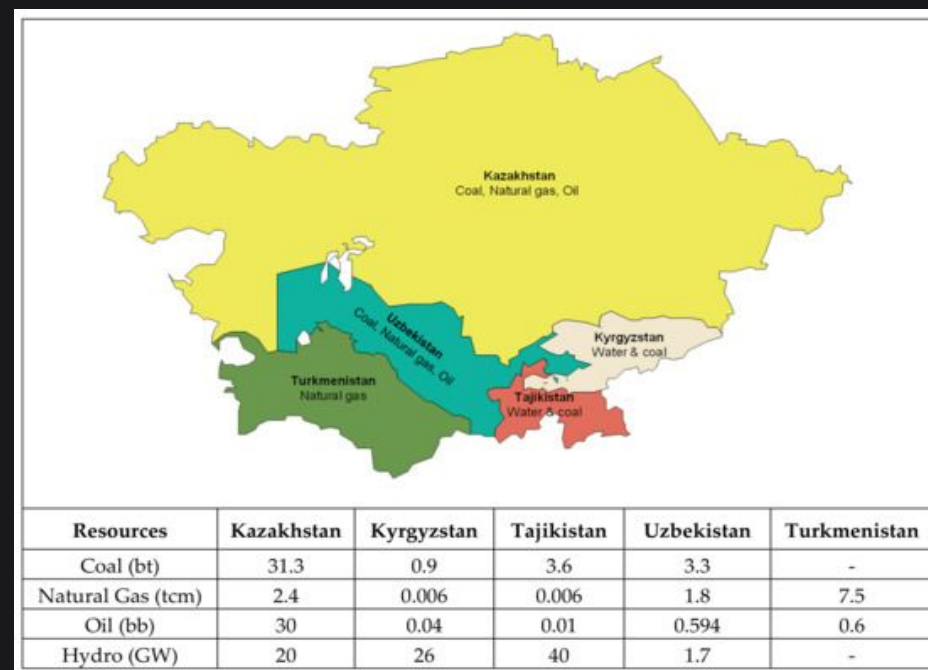 Kazakhstan
Coal, Natural gas, Oil
Uzbekistan
Coal, Natural gas, Oil
Kyrgyzstan
Water & coal
Turkmenistan
Natural gas
Tajikistan
Water & coal
Resources Kazakhstan Kyrgyzstan Tajikistan Uzbekistan Turkmenistan
Coal (bt) 31.3 0.9 3.6 3.3 -
Natural Gas (tcm) 2.4 0.006 0.006 1.8 7.5
Oil (bb) 30 0.04 0.01 0.594 0.6
Hydro (GW) 20 26 40 1.7 -